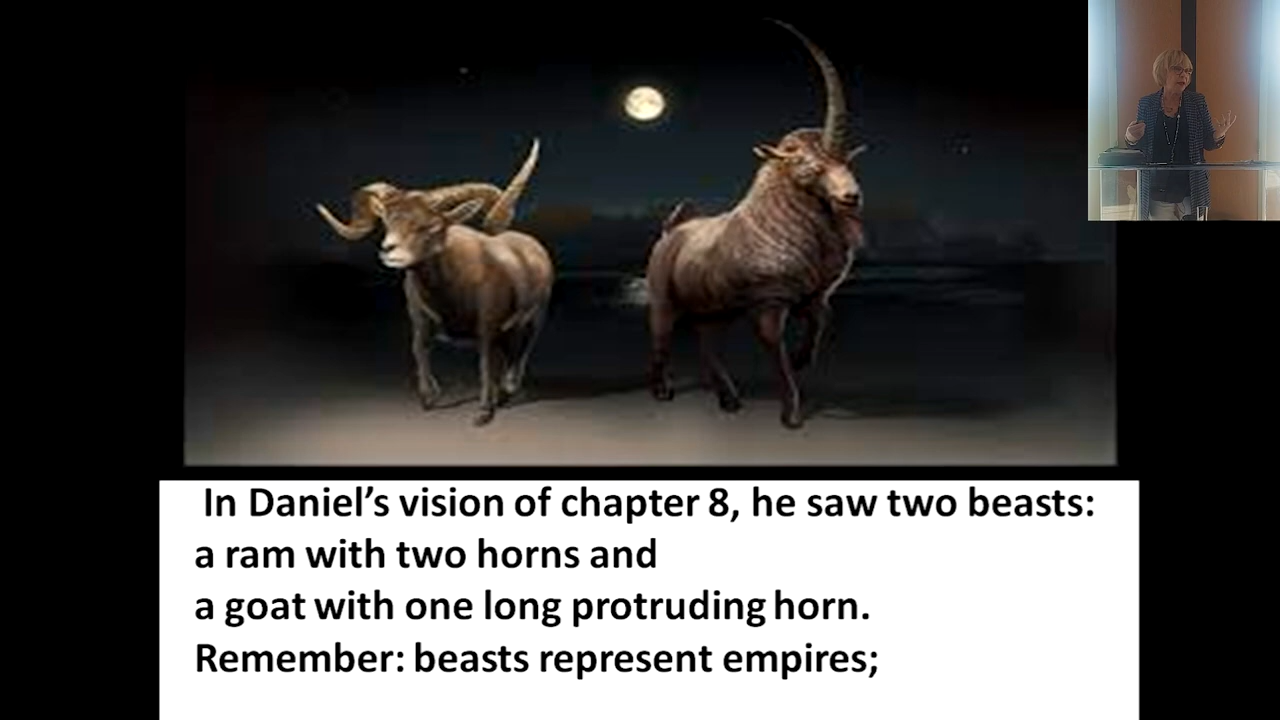 In Daniel’s vision of chapter 8, he saw two beasts:
a ram with two horns and
a goat with one long protruding horn.
Remember: beasts represent empires;